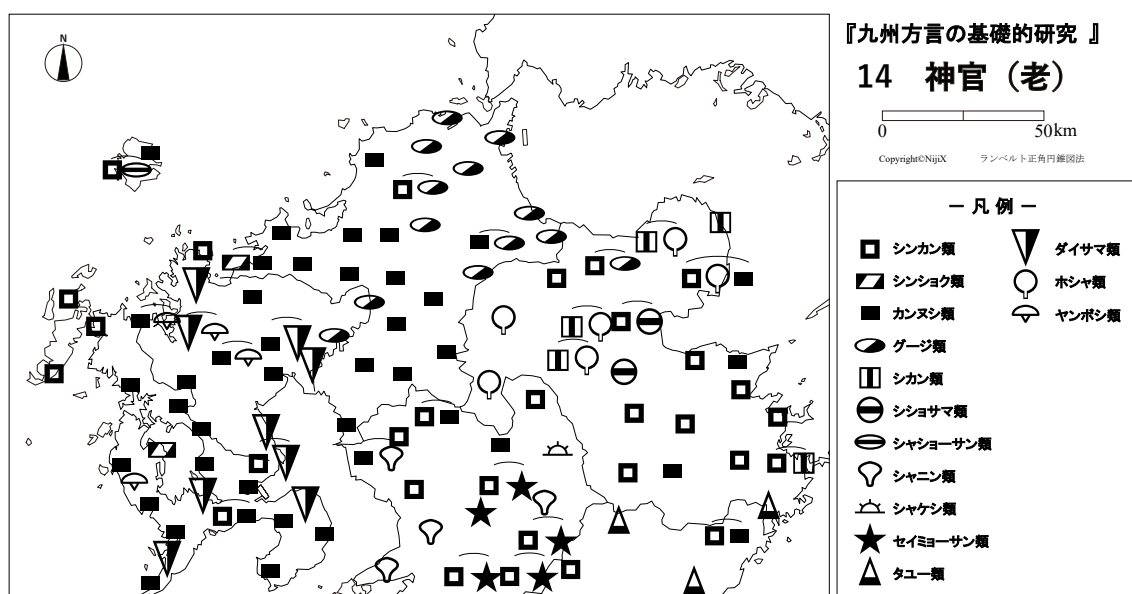 N
『九州方言の基礎的研究 』
14 神官（老）
0 50km
Copyright©NijiX ランベルト正角円錐図法
－ 凡 例 －
シンカン類
シンショク類
カンヌシ類
グージ類
シカン類
シショサマ類
シャショーサン類
シャニン類
シャケシ類
セイミョーサン類
タユー類
ダイサマ類
ホシャ類
ヤンボシ類